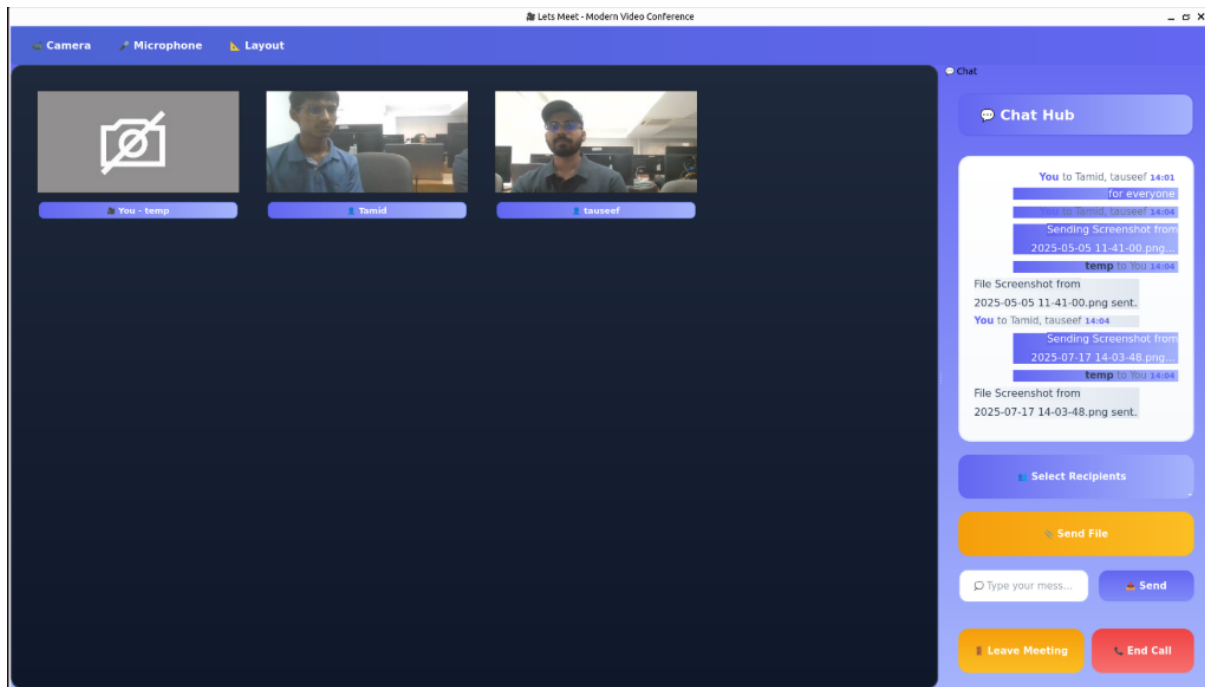 Lets Meet - Modern Video Conference
Camera
Microphone
Layout
You - temp
Tamid
tauseef
Chat
Chat Hub
You to Tamid, tauseef 14:01
for everyone
You to Tamid, tauseef 14:04
Sending Screenshot from
2025-05-05 11-41-00.png...
temp to You 14:04
File Screenshot from
2025-05-05 11-41-00.png sent.
You to Tamid, tauseef 14:04
Sending Screenshot from
2025-07-17 14-03-48.png...
temp to You 14:04
File Screenshot from
2025-07-17 14-03-48.png sent.
Select Recipients
Send File
Type your mess...
Send
Leave Meeting
End Call